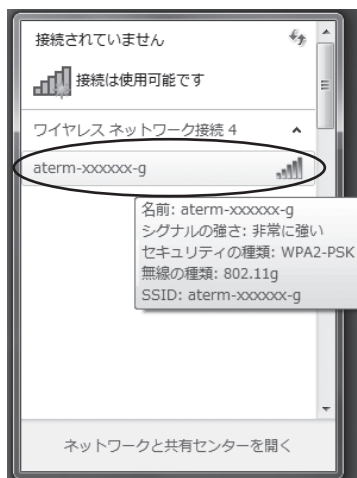 接続されていません
接続は使用可能です
ワイヤレス ネットワーク接続 4
aterm-xxxxxx-g
名前: aterm-xxxxxx-g
シグナルの強さ: 非常に強い
セキュリティの種類: WPA2-PSK
無線の種類: 802.11g
SSID: aterm-xxxxxx-g
ネットワークと共有センターを開く